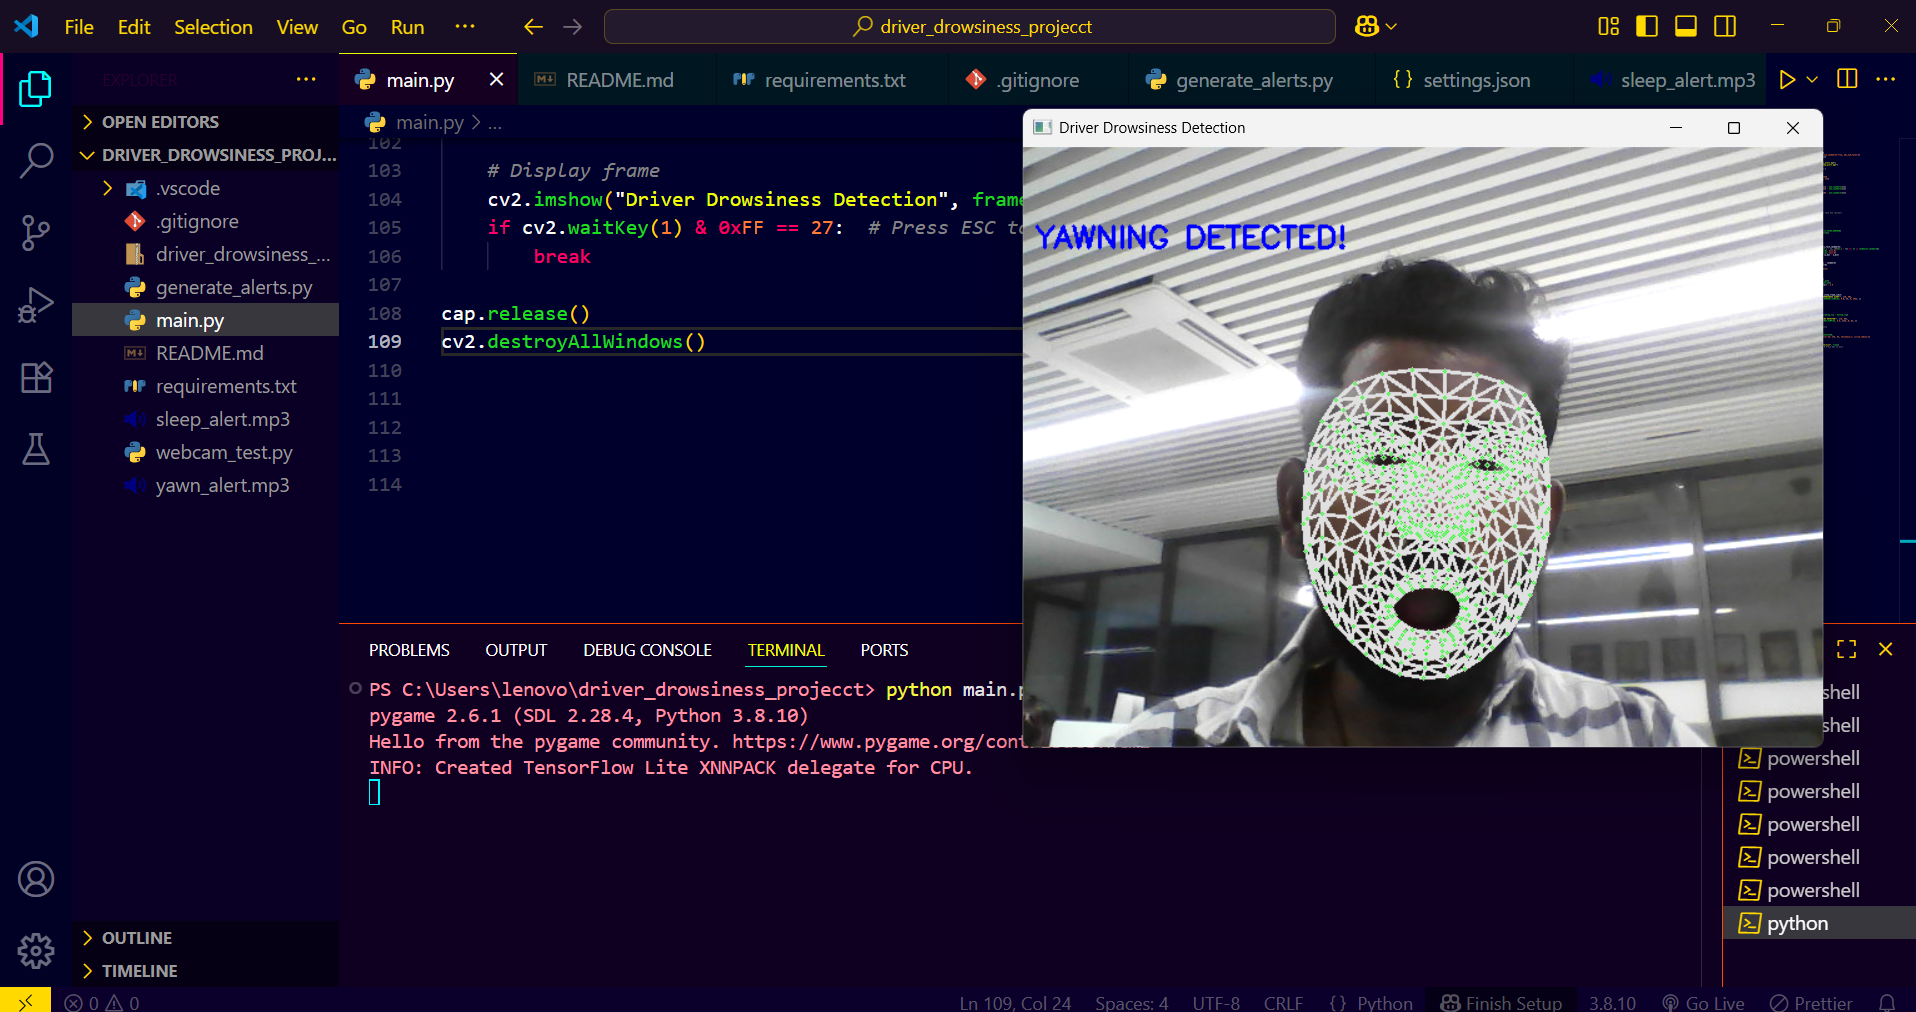 File Edit Selection View Go Run ··· driver_drowsiness_projecct
EXPLORER ···
main.py README.md requirements.txt .gitignore generate_alerts.py settings.json sleep_alert.mp3 ···
OPEN EDITORS
DRIVER_DROWSINESS_PROJ...
.vscode
.gitignore
driver_drowsiness_...
generate_alerts.py
main.py
README.md
requirements.txt
sleep_alert.mp3
webcam_test.py
yawn_alert.mp3
OUTLINE
TIMELINE
main.py > ...
102
103 # Display frame
104 cv2.imshow("Driver Drowsiness Detection", frame
105 if cv2.waitKey(1) & 0xFF == 27: # Press ESC to
106 break
107
108 cap.release()
109 cv2.destroyAllWindows()
110
111
112
113
114
Driver Drowsiness Detection
YAWNING DETECTED!
PROBLEMS OUTPUT DEBUG CONSOLE TERMINAL PORTS
PS C:\Users\lenovo\driver_drowsiness_projecct> python main.p
pygame 2.6.1 (SDL 2.28.4, Python 3.8.10)
Hello from the pygame community. https://www.pygame.org/cont
INFO: Created TensorFlow Lite XNNPACK delegate for CPU.
shell
shell
powershell
powershell
powershell
powershell
powershell
python
0 0 Ln 109, Col 24 Spaces: 4 UTF-8 CRLF {} Python Finish Setup 3.8.10 Go Live Prettier